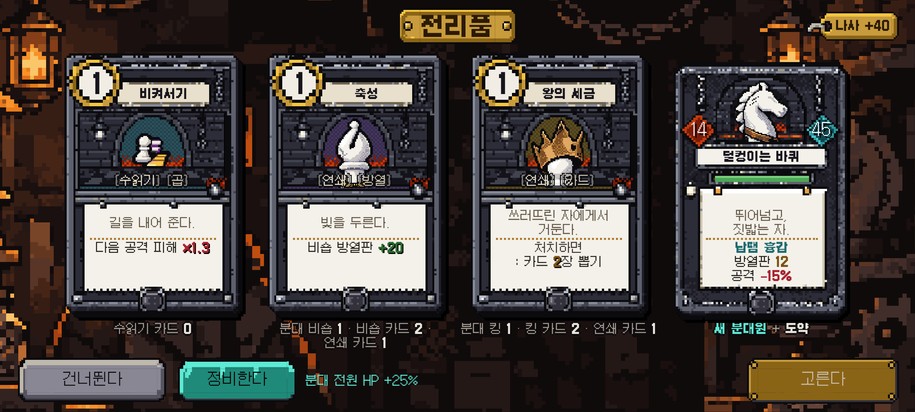 전리품
나사 +40
1
비켜서기
[수읽기] [곱]
길을 내어 준다.
다음 공격 피해 ×1.3
수읽기 카드 0
1
축성
[연쇄] [방열]
빛을 두른다.
비숍 방열판 +20
분대 비숍 1 · 비숍 카드 2 ·
연쇄 카드 1
1
왕의 세금
[연쇄] [카드]
쓰러뜨린 자에게서
거둔다.
처치하면
: 카드 2장 뽑기
분대 킹 1 · 킹 카드 2 · 연쇄 카드 1
14
45
덜컹이는 바퀴
뛰어넘고,
짓밟는 자.
납땜 흉갑
방열판 12
공격 -15%
새 분대원 + 도약
건너뛴다
정비한다
분대 전원 HP +25%
고른다